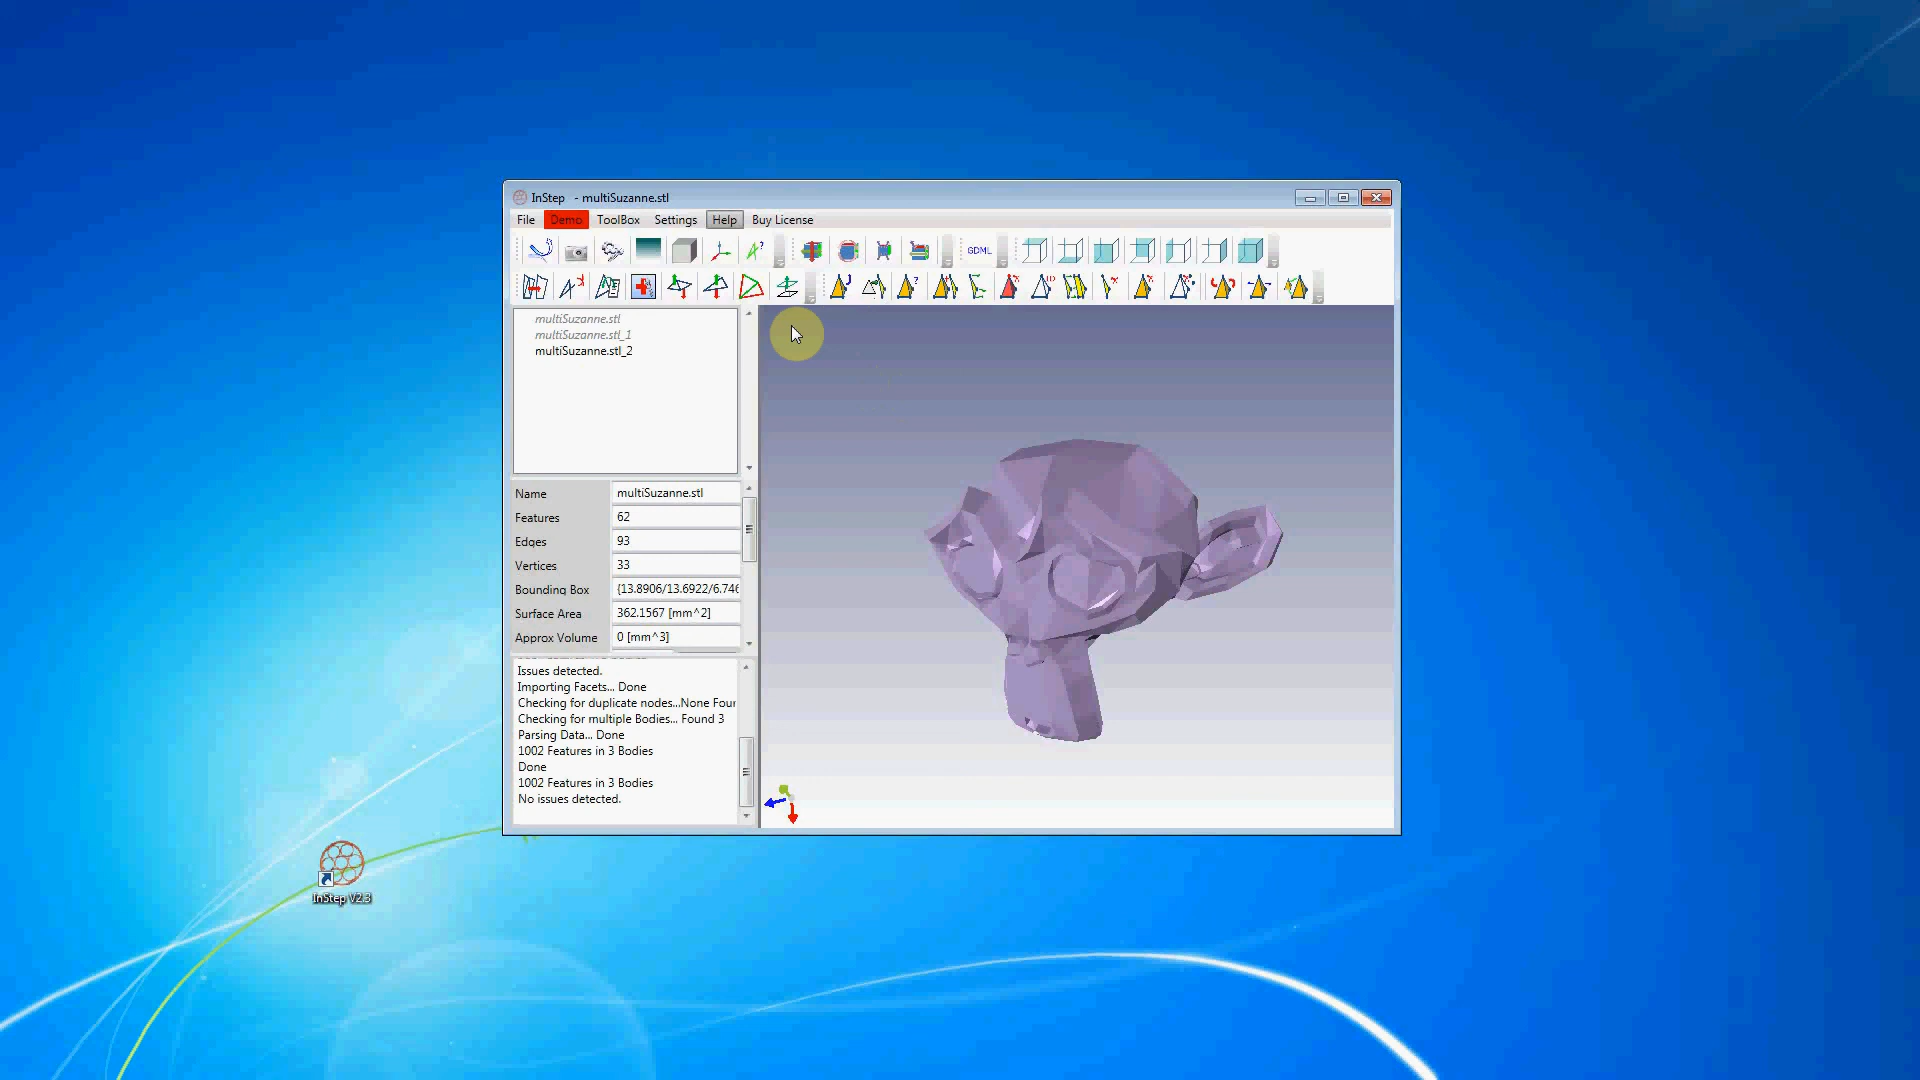 InStep - multiSuzanne.stl
File Demo ToolBox Settings Help Buy License
GDML
multiSuzanne.stl
multiSuzanne.stl_1
multiSuzanne.stl_2
Name multiSuzanne.stl
Features 62
Edges 93
Vertices 33
Bounding Box {13.8906/13.6922/6.746
Surface Area 362.1567 [mm^2]
Approx Volume 0 [mm^3]
Issues detected.
Importing Facets... Done
Checking for duplicate nodes...None Four
Checking for multiple Bodies... Found 3
Parsing Data... Done
1002 Features in 3 Bodies
Done
1002 Features in 3 Bodies
No issues detected.
InStep V2.3